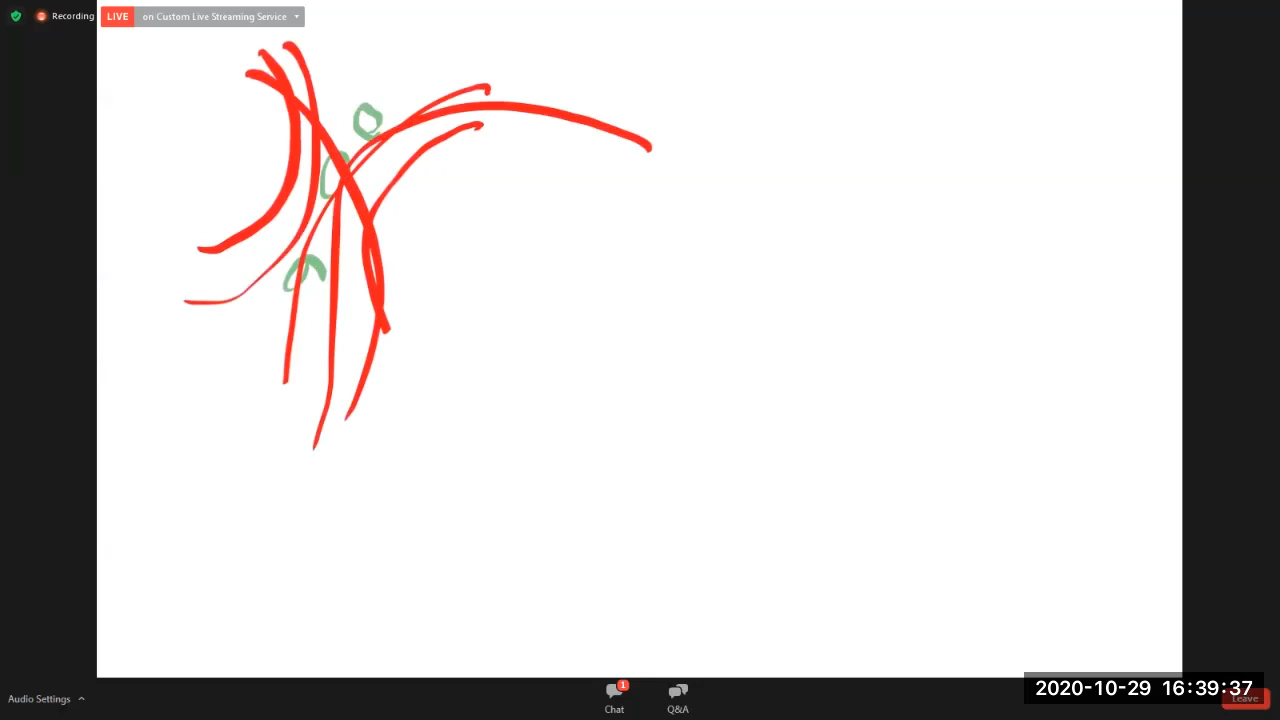 Recording
LIVE on Custom Live Streaming Service
Audio Settings
1
Chat
Q&A
2020-10-29 16:39:37
Leave